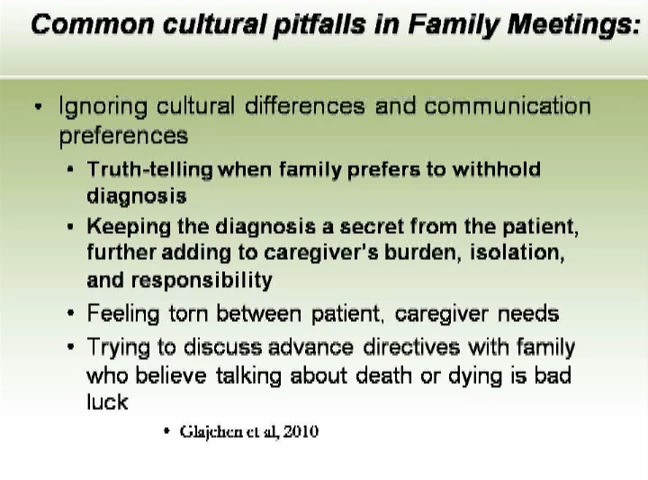 Common cultural pitfalls in Family Meetings:
• Ignoring cultural differences and communication
preferences
• Truth-telling when family prefers to withhold
diagnosis
• Keeping the diagnosis a secret from the patient,
further adding to caregiver's burden, isolation,
and responsibility
• Feeling torn between patient, caregiver needs
• Trying to discuss advance directives with family
who believe talking about death or dying is bad
luck
• Glajchen et al, 2010